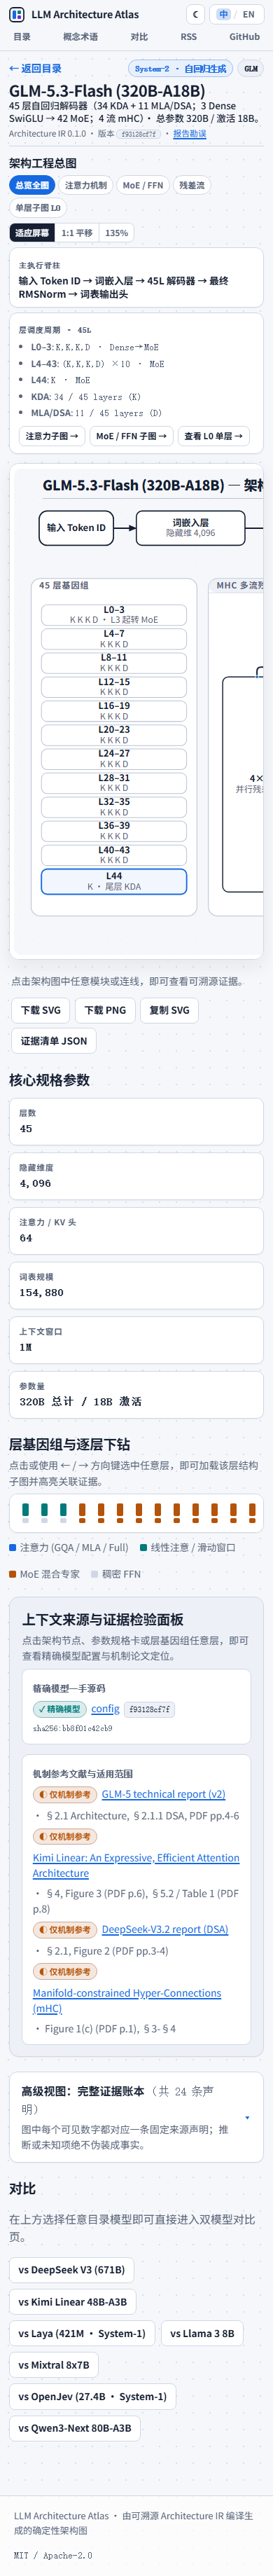 LLM Architecture Atlas
☾
中 / EN
目录 对比 概念术语 RSS GitHub
← 返回目录
System-2 · 自回归生成
GLM
GLM-5.3-Flash (320B-A18B)
45 层自回归解码器（34 KDA + 11 MLA/DSA；3 Dense
SwiGLU → 42 MoE；4 流 mHC）· 总参数 320B / 激活 18B。
Architecture IR 0.1.0 · 版本 f93128cf7f · 报告勘误
架构工程总图
总览全图 注意力机制 MoE / FFN 残差流
单层子图 L0
适应屏幕 1:1 平移 135%
主执行脊柱
输入 Token ID → 词嵌入层 → 45L 解码器 → 最终
RMSNorm → 词表输出头
层调度周期 · 45L
L0–3: K,K,K,D · Dense→MoE
L4–43: (K,K,K,D) ×10 · MoE
L44: K · MoE
KDA: 34 / 45 layers (K)
MLA/DSA: 11 / 45 layers (D)
注意力子图 → MoE / FFN 子图 → 查看 L0 单层 →
GLM-5.3-Flash (320B-A18B) — 架构
输入 Token ID
词嵌入层
隐藏维 4,096
45 层基因组
MHC 多流残
L0–3
K K K D · L3 起转 MoE
L4–7
K K K D
L8–11
K K K D
L12–15
K K K D
L16–19
K K K D
L20–23
K K K D
L24–27
K K K D
L28–31
K K K D
L32–35
K K K D
L36–39
K K K D
L40–43
K K K D
L44
K · 尾层 KDA
4×
并行残
点击架构图中任意模块或连线，即可查看可溯源证据。
下载 SVG 下载 PNG 复制 SVG
证据清单 JSON
核心规格参数
层数
45
隐藏维度
4,096
注意力 / KV 头
64
词表规模
154,880
上下文窗口
1M
参数量
320B 总计 / 18B 激活
层基因组与逐层下钻
点击或使用 ← / → 方向键选中任意层，即可加载该层结构
子图并高亮关联证据。
注意力 (GQA / MLA / Full) 线性注意 / 滑动窗口
MoE 混合专家 稠密 FFN
上下文来源与证据检验面板
点击架构节点、参数规格卡或层基因组任意层，即可
查看精确模型配置与机制论文定位。
精确模型一手源码
✓ 精确模型 config f93128cf7f
sha256:bb8f01c42cb9
机制参考文献与适用范围
◐ 仅机制参考 GLM-5 technical report (v2)
· §2.1 Architecture, §2.1.1 DSA, PDF pp.4-6
◐ 仅机制参考
Kimi Linear: An Expressive, Efficient Attention
Architecture
· §4, Figure 3 (PDF p.6), §5.2 / Table 1 (PDF
p.8)
◐ 仅机制参考 DeepSeek-V3.2 report (DSA)
· §2.1, Figure 2 (PDF pp.3-4)
◐ 仅机制参考
Manifold-constrained Hyper-Connections
(mHC)
· Figure 1(c) (PDF p.1), §3-§4
高级视图：完整证据账本（共 24 条声
明）
图中每个可见数字都对应一条固定来源声明；推
断或未知项绝不伪装成事实。
对比
在上方选择任意目录模型即可直接进入双模型对比
页。
vs DeepSeek V3 (671B)
vs Kimi Linear 48B-A3B
vs Laya (421M · System-1) vs Llama 3 8B
vs Mixtral 8x7B
vs OpenJev (27.4B · System-1)
vs Qwen3-Next 80B-A3B
LLM Architecture Atlas · 由可溯源 Architecture IR 编译生
成的确定性架构图
MIT / Apache-2.0